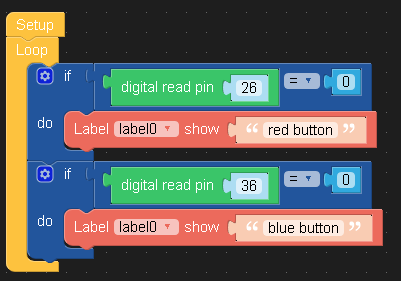 Setup
Loop
if digital read pin 26 = ▾ 0
do Label label0 ▾ show “ red button ”
if digital read pin 36 = ▾ 0
do Label label0 ▾ show “ blue button ”